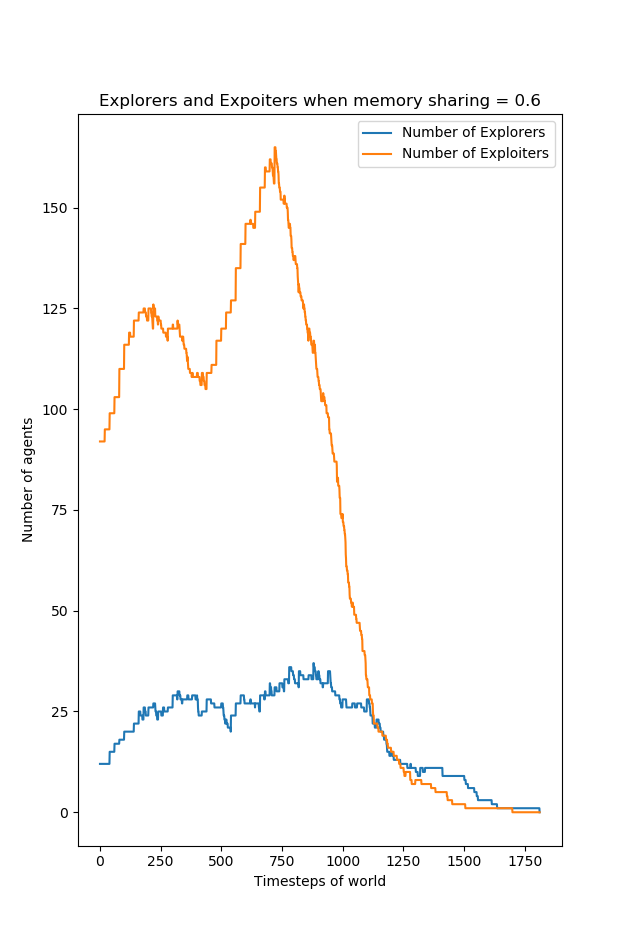 Explorers and Expoiters when memory sharing = 0.6
Number of Explorers
Number of Exploiters
150
125
100
75
50
25
0
Number of agents
0 250 500 750 1000 1250 1500 1750
Timesteps of world